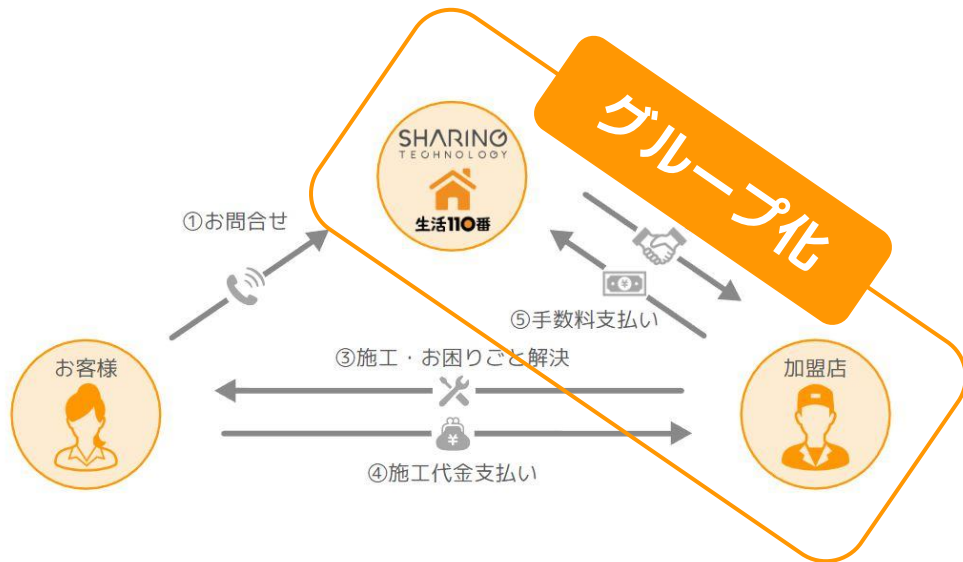 グループ化
SHARING
TECHNOLOGY
生活110番
①お問合せ
⑤手数料支払い
③施工・お困りごと解決
お客様
加盟店
④施工代金支払い